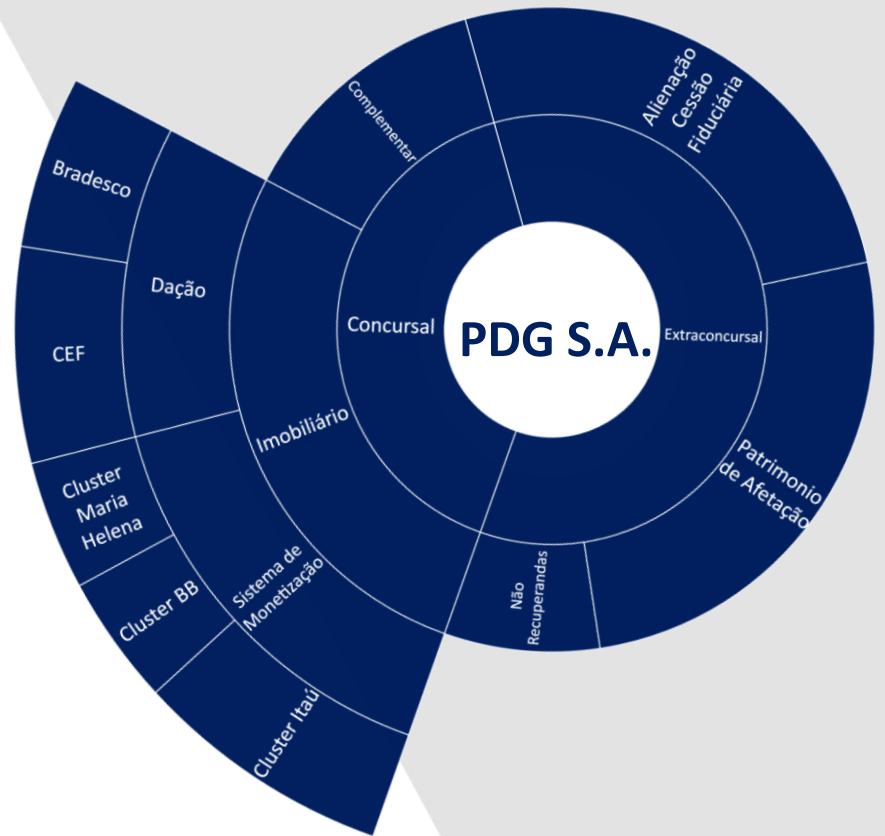 PDG S.A.
Concursal
Extraconcursal
Complementar
Imobiliário
Alienação
Cessão
Fiduciária
Patrimonio
de Afetação
Não
Recuperandas
Dação
Sistema de
Monetização
Bradesco
CEF
Cluster
Maria
Helena
Cluster BB
Cluster Itaú